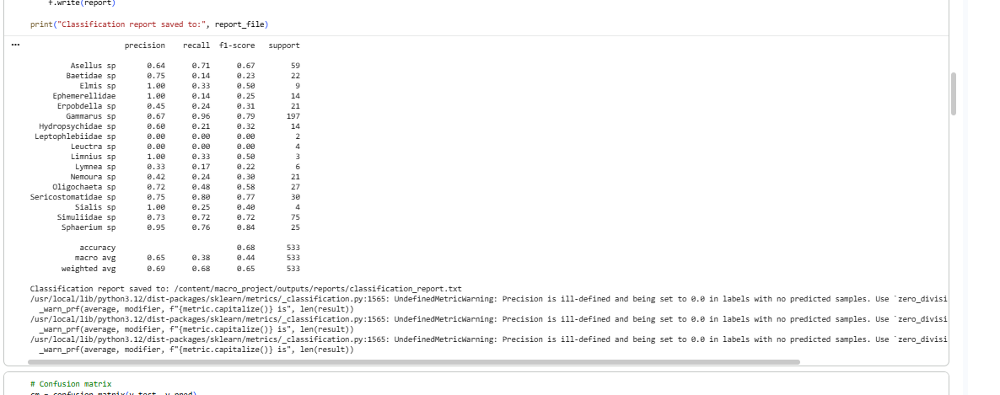 f.write(report)
print("Classification report saved to:", report_file)
precision recall f1-score support
Asellus sp 0.64 0.71 0.67 59
Baetidae sp 0.75 0.14 0.23 22
Elmis sp 1.00 0.33 0.50 9
Ephemerellidae 1.00 0.14 0.25 14
Erpobdella sp 0.45 0.24 0.31 21
Gammarus sp 0.67 0.96 0.79 197
Hydropsychidae sp 0.60 0.21 0.32 14
Leptophlebiidae sp 0.00 0.00 0.00 2
Leuctra sp 0.00 0.00 0.00 4
Limnius sp 1.00 0.33 0.50 3
Lymnea sp 0.33 0.17 0.22 6
Nemoura sp 0.42 0.24 0.30 21
Oligochaeta sp 0.72 0.48 0.58 27
Sericostomatidae sp 0.75 0.80 0.77 30
Sialis sp 1.00 0.25 0.40 4
Simuliidae sp 0.73 0.72 0.72 75
Sphaerium sp 0.95 0.76 0.84 25
accuracy 0.68 533
macro avg 0.65 0.38 0.44 533
weighted avg 0.69 0.68 0.65 533
Classification report saved to: /content/macro_project/outputs/reports/classification_report.txt
/usr/local/lib/python3.12/dist-packages/sklearn/metrics/_classification.py:1565: UndefinedMetricWarning: Precision is ill-defined and being set to 0.0 in labels with no predicted samples. Use `zero_divisi
_warn_prf(average, modifier, f"{metric.capitalize()} is", len(result))
/usr/local/lib/python3.12/dist-packages/sklearn/metrics/_classification.py:1565: UndefinedMetricWarning: Precision is ill-defined and being set to 0.0 in labels with no predicted samples. Use `zero_divisi
_warn_prf(average, modifier, f"{metric.capitalize()} is", len(result))
/usr/local/lib/python3.12/dist-packages/sklearn/metrics/_classification.py:1565: UndefinedMetricWarning: Precision is ill-defined and being set to 0.0 in labels with no predicted samples. Use `zero_divisi
_warn_prf(average, modifier, f"{metric.capitalize()} is", len(result))
# Confusion matrix
cm = confusion_matrix(y_test, y_pred)